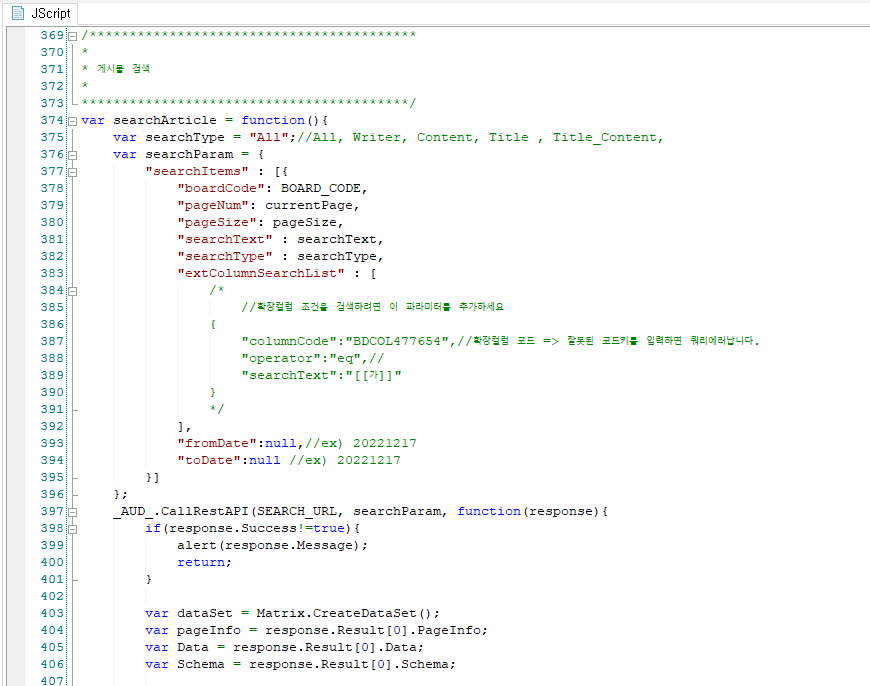 JScript
369 /*****************************************
370 *
371 * 게시물 검색
372 *
373 *****************************************/
374 var searchArticle = function(){
375 var searchType = "All";//All, Writer, Content, Title , Title_Content,
376 var searchParam = {
377 "searchItems" : [{
378 "boardCode": BOARD_CODE,
379 "pageNum": currentPage,
380 "pageSize": pageSize,
381 "searchText" : searchText,
382 "searchType" : searchType,
383 "extColumnSearchList" : [
384 /*
385 //확장컬럼 조건을 검색하려면 이 파라미터를 추가하세요
386 {
387 "columnCode":"BDCOL477654",//확장컬럼 코드 => 잘못된 코드키를 입력하면 쿼리에러납니다.
388 "operator":"eq",//
389 "searchText":"[[가]]"
390 }
391 */
392 ],
393 "fromDate":null,//ex) 20221217
394 "toDate":null //ex) 20221217
395 }]
396 };
397 _AUD_.CallRestAPI(SEARCH_URL, searchParam, function(response){
398 if(response.Success!=true){
399 alert(response.Message);
400 return;
401 }
402
403 var dataSet = Matrix.CreateDataSet();
404 var pageInfo = response.Result[0].PageInfo;
405 var Data = response.Result[0].Data;
406 var Schema = response.Result[0].Schema;
407